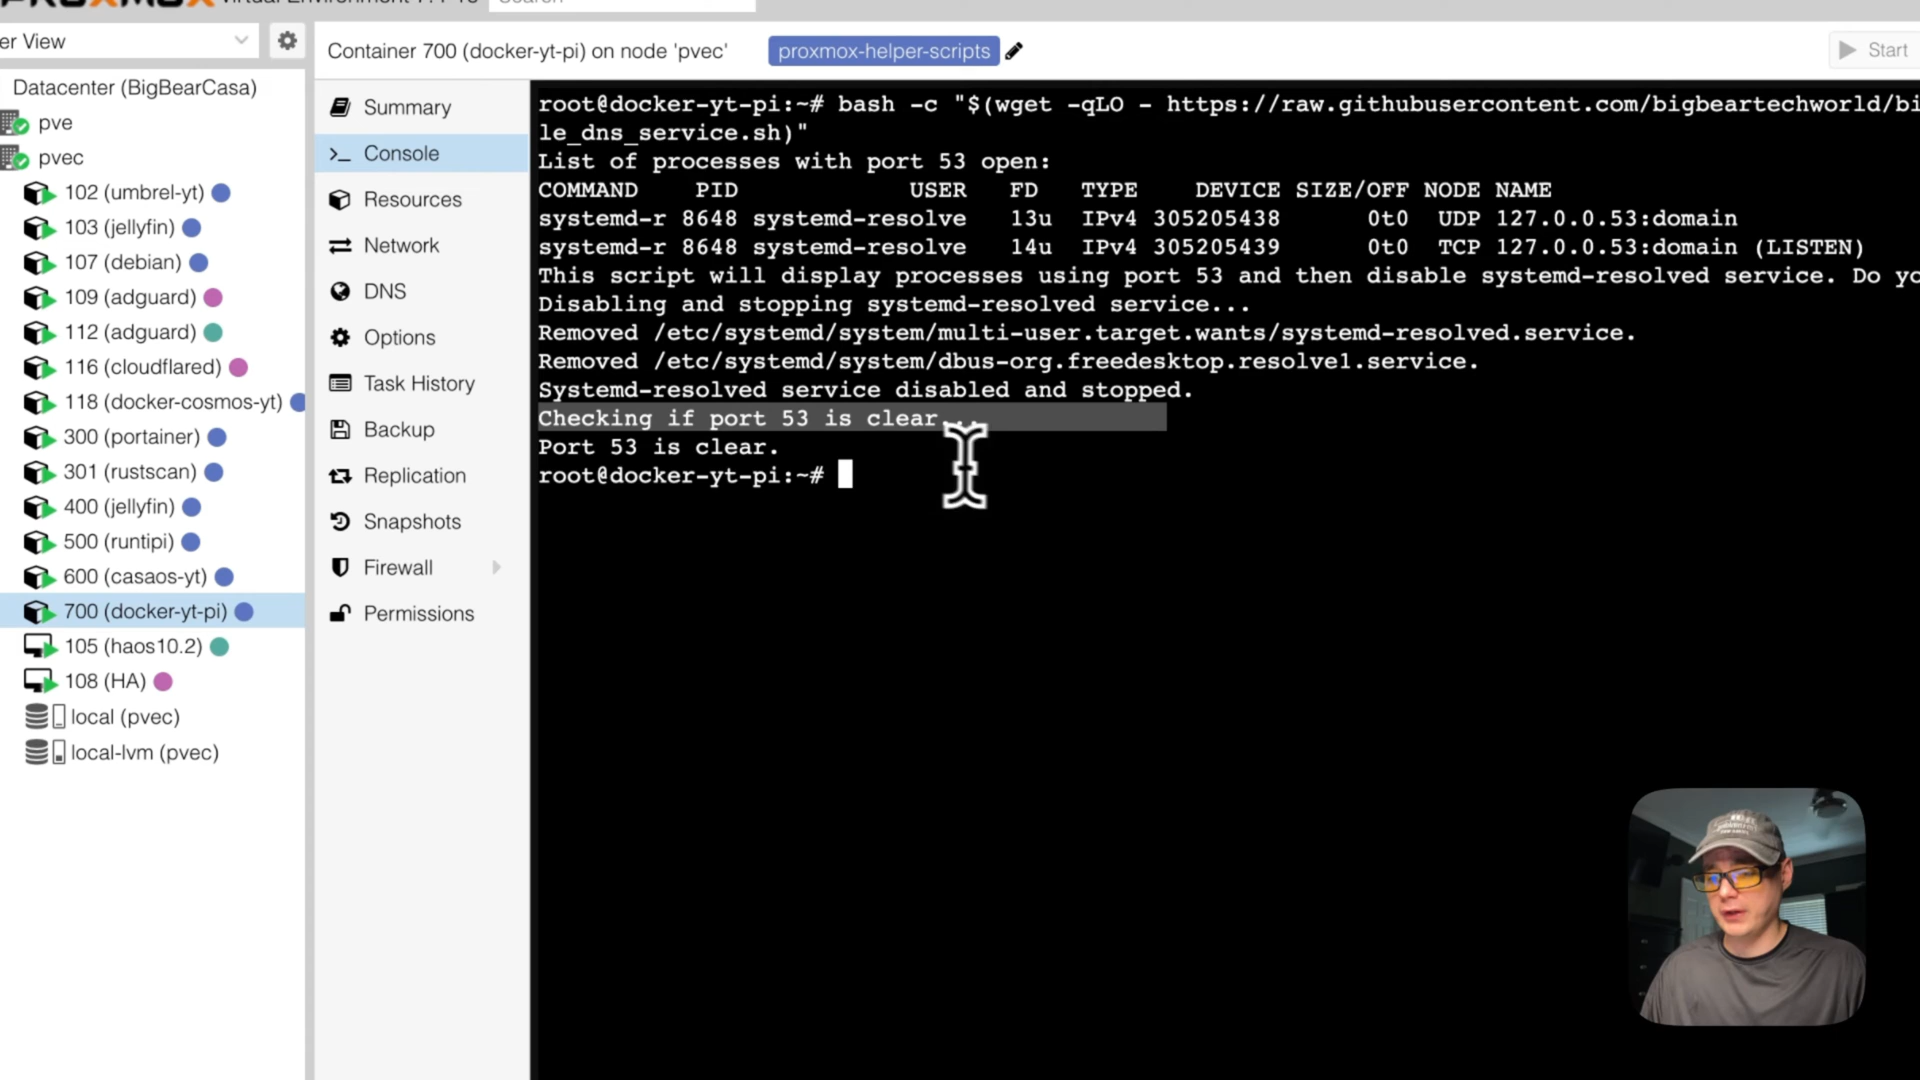 er View
Datacenter (BigBearCasa)
pve
pvec
102 (umbrel-yt)
103 (jellyfin)
107 (debian)
109 (adguard)
112 (adguard)
116 (cloudflared)
118 (docker-cosmos-yt)
300 (portainer)
301 (rustscan)
400 (jellyfin)
500 (runtipi)
600 (casaos-yt)
700 (docker-yt-pi)
105 (haos10.2)
108 (HA)
local (pvec)
local-lvm (pvec)
Container 700 (docker-yt-pi) on node 'pvec'
proxmox-helper-scripts
Start
Summary
Console
Resources
Network
DNS
Options
Task History
Backup
Replication
Snapshots
Firewall
Permissions
root@docker-yt-pi:~# bash -c "$(wget -qLO - https://raw.githubusercontent.com/bigbeartechworld/bi
le_dns_service.sh)"
List of processes with port 53 open:
COMMAND PID USER FD TYPE DEVICE SIZE/OFF NODE NAME
systemd-r 8648 systemd-resolve 13u IPv4 305205438 0t0 UDP 127.0.0.53:domain
systemd-r 8648 systemd-resolve 14u IPv4 305205439 0t0 TCP 127.0.0.53:domain (LISTEN)
This script will display processes using port 53 and then disable systemd-resolved service. Do yo
Disabling and stopping systemd-resolved service...
Removed /etc/systemd/system/multi-user.target.wants/systemd-resolved.service.
Removed /etc/systemd/system/dbus-org.freedesktop.resolve1.service.
Systemd-resolved service disabled and stopped.
Checking if port 53 is clear...
Port 53 is clear.
root@docker-yt-pi:~#